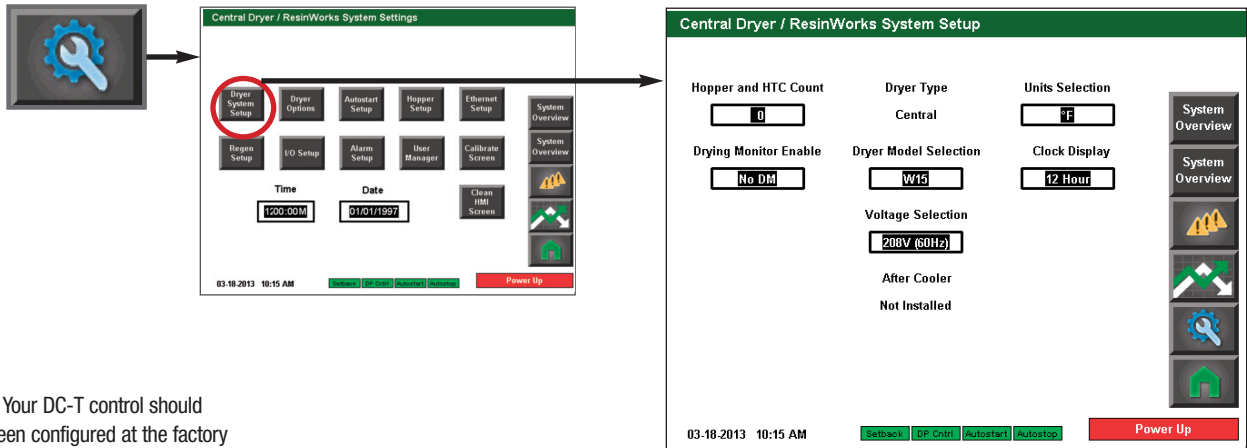 Central Dryer / ResinWorks System Settings
Dryer System Setup
Dryer Options
Autostart Setup
Hopper Setup
Ethernet Setup
System Overview
Regen Setup
I/O Setup
Alarm Setup
User Manager
Calibrate Screen
System Overview
Time
Date
Clean HMI Screen
1200:00M
01/01/1997
03-18-2013 10:15 AM
Setback
DP Cntrl
Autostart
Autostop
Power Up
Central Dryer / ResinWorks System Setup
Hopper and HTC Count
Dryer Type
Units Selection
0
Central
°F
System Overview
Drying Monitor Enable
Dryer Model Selection
Clock Display
No DM
W15
12 Hour
System Overview
Voltage Selection
208V (60Hz)
After Cooler
Not Installed
03-18-2013 10:15 AM
Setback
DP Cntrl
Autostart
Autostop
Power Up
Your DC-T control should
een configured at the factory